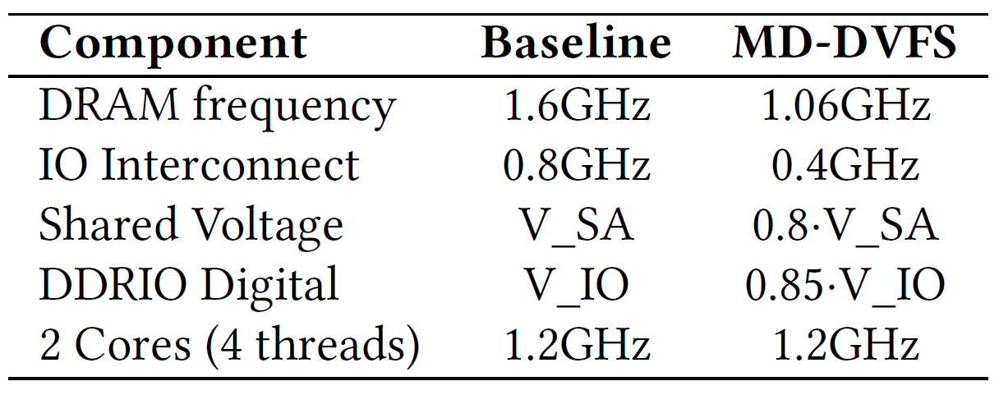 Component Baseline MD-DVFS
DRAM frequency 1.6GHz 1.06GHz
IO Interconnect 0.8GHz 0.4GHz
Shared Voltage V_SA 0.8·V_SA
DDRIO Digital V_IO 0.85·V_IO
2 Cores (4 threads) 1.2GHz 1.2GHz